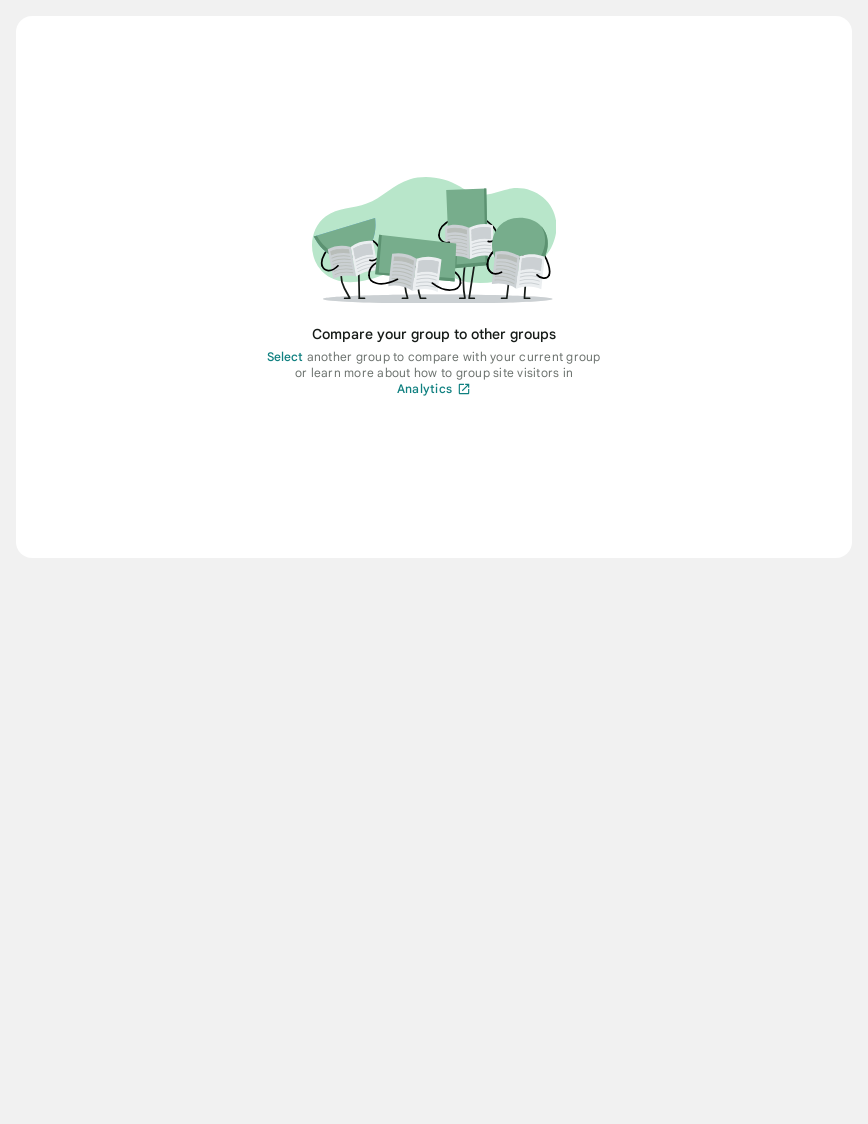 Compare your group to other groups
Select another group to compare with your current group
or learn more about how to group site visitors in
Analytics